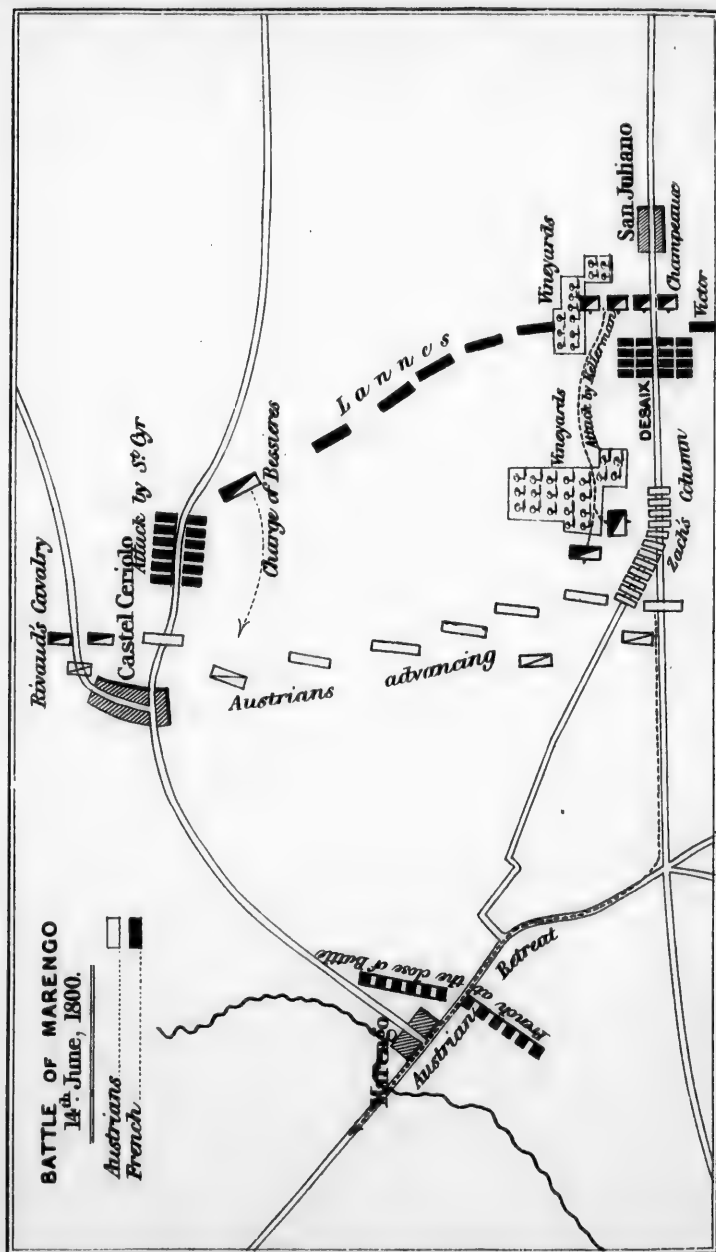 BATTLE OF MARENGO
14th June, 1800.
Austrians
French
Rivaud's Cavalry
Castel Ceriolo
Attack by St. Cyr
Charge of Bessieres
Lannes
Austrians advancing
Vineyards
Vineyards
Attack by Kellerman
San Juliano
Champeaux
Victor
DESAIX
Zach's Column
Marengo
French at the close of Battle
Austrian Retreat